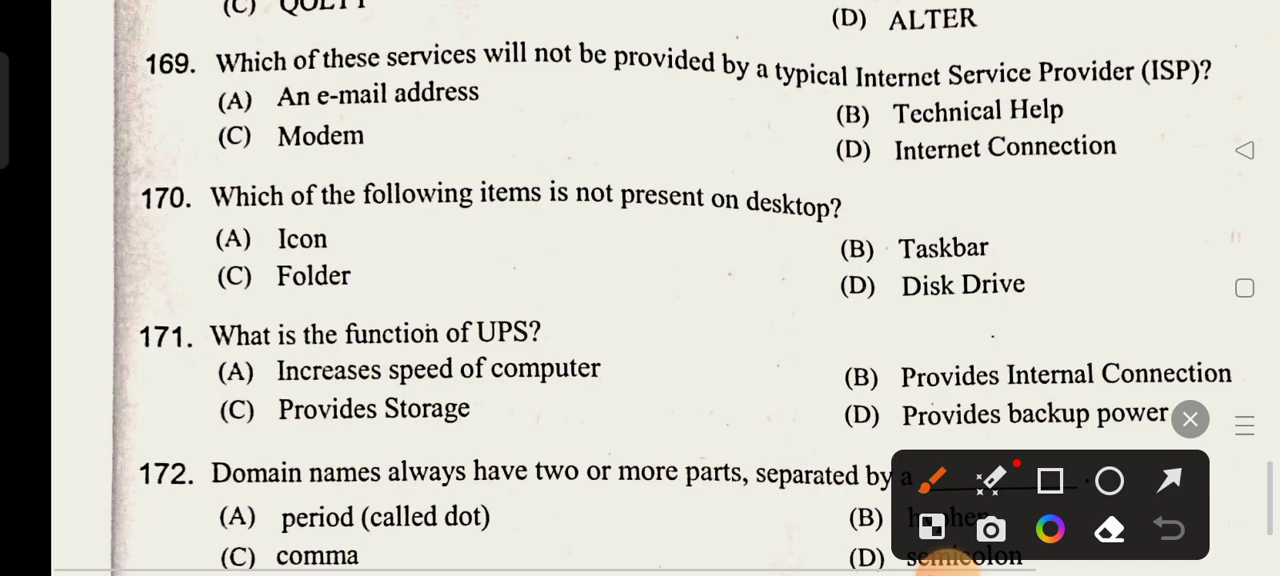 (C) QUETT
(D) ALTER
169. Which of these services will not be provided by a typical Internet Service Provider (ISP)?
(A) An e-mail address
(B) Technical Help
(C) Modem
(D) Internet Connection
170. Which of the following items is not present on desktop?
(A) Icon
(B) Taskbar
(C) Folder
(D) Disk Drive
171. What is the function of UPS?
(A) Increases speed of computer
(B) Provides Internal Connection
(C) Provides Storage
(D) Provides backup power
172. Domain names always have two or more parts, separated by a
(A) period (called dot)
(B)
(C) comma
(D) semicolon